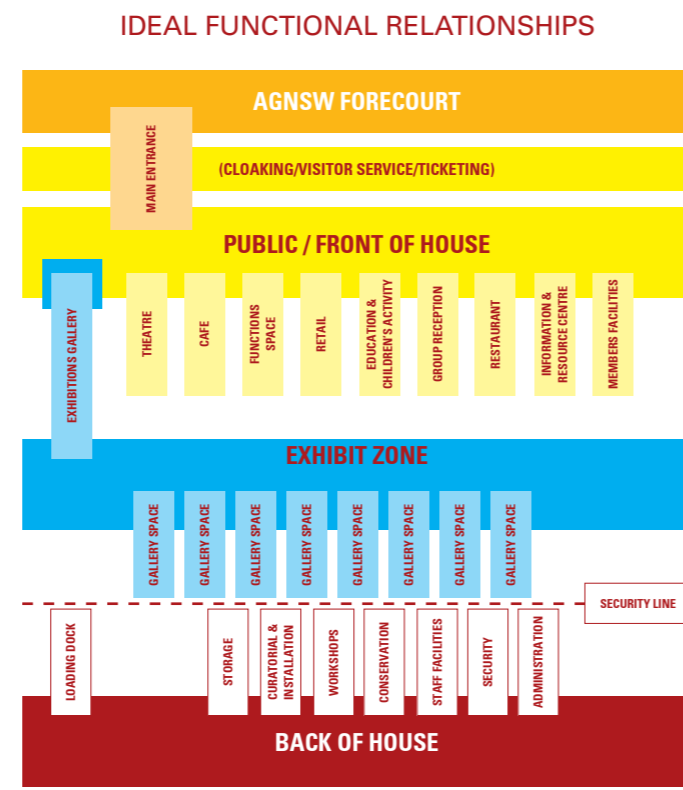 IDEAL FUNCTIONAL RELATIONSHIPS
AGNSW FORECOURT
MAIN ENTRANCE
(CLOAKING/VISITOR SERVICE/TICKETING)
PUBLIC / FRONT OF HOUSE
EXHIBITIONS GALLERY
THEATRE
CAFE
FUNCTIONS
SPACE
RETAIL
EDUCATION &
CHILDREN'S ACTIVITY
GROUP RECEPTION
RESTAURANT
INFORMATION &
RESOURCE CENTRE
MEMBERS FACILITIES
EXHIBIT ZONE
GALLERY SPACE
GALLERY SPACE
GALLERY SPACE
GALLERY SPACE
GALLERY SPACE
GALLERY SPACE
GALLERY SPACE
GALLERY SPACE
SECURITY LINE
LOADING DOCK
STORAGE
CURATORIAL &
INSTALLATION
WORKSHOPS
CONSERVATION
STAFF FACILITIES
SECURITY
ADMINISTRATION
BACK OF HOUSE